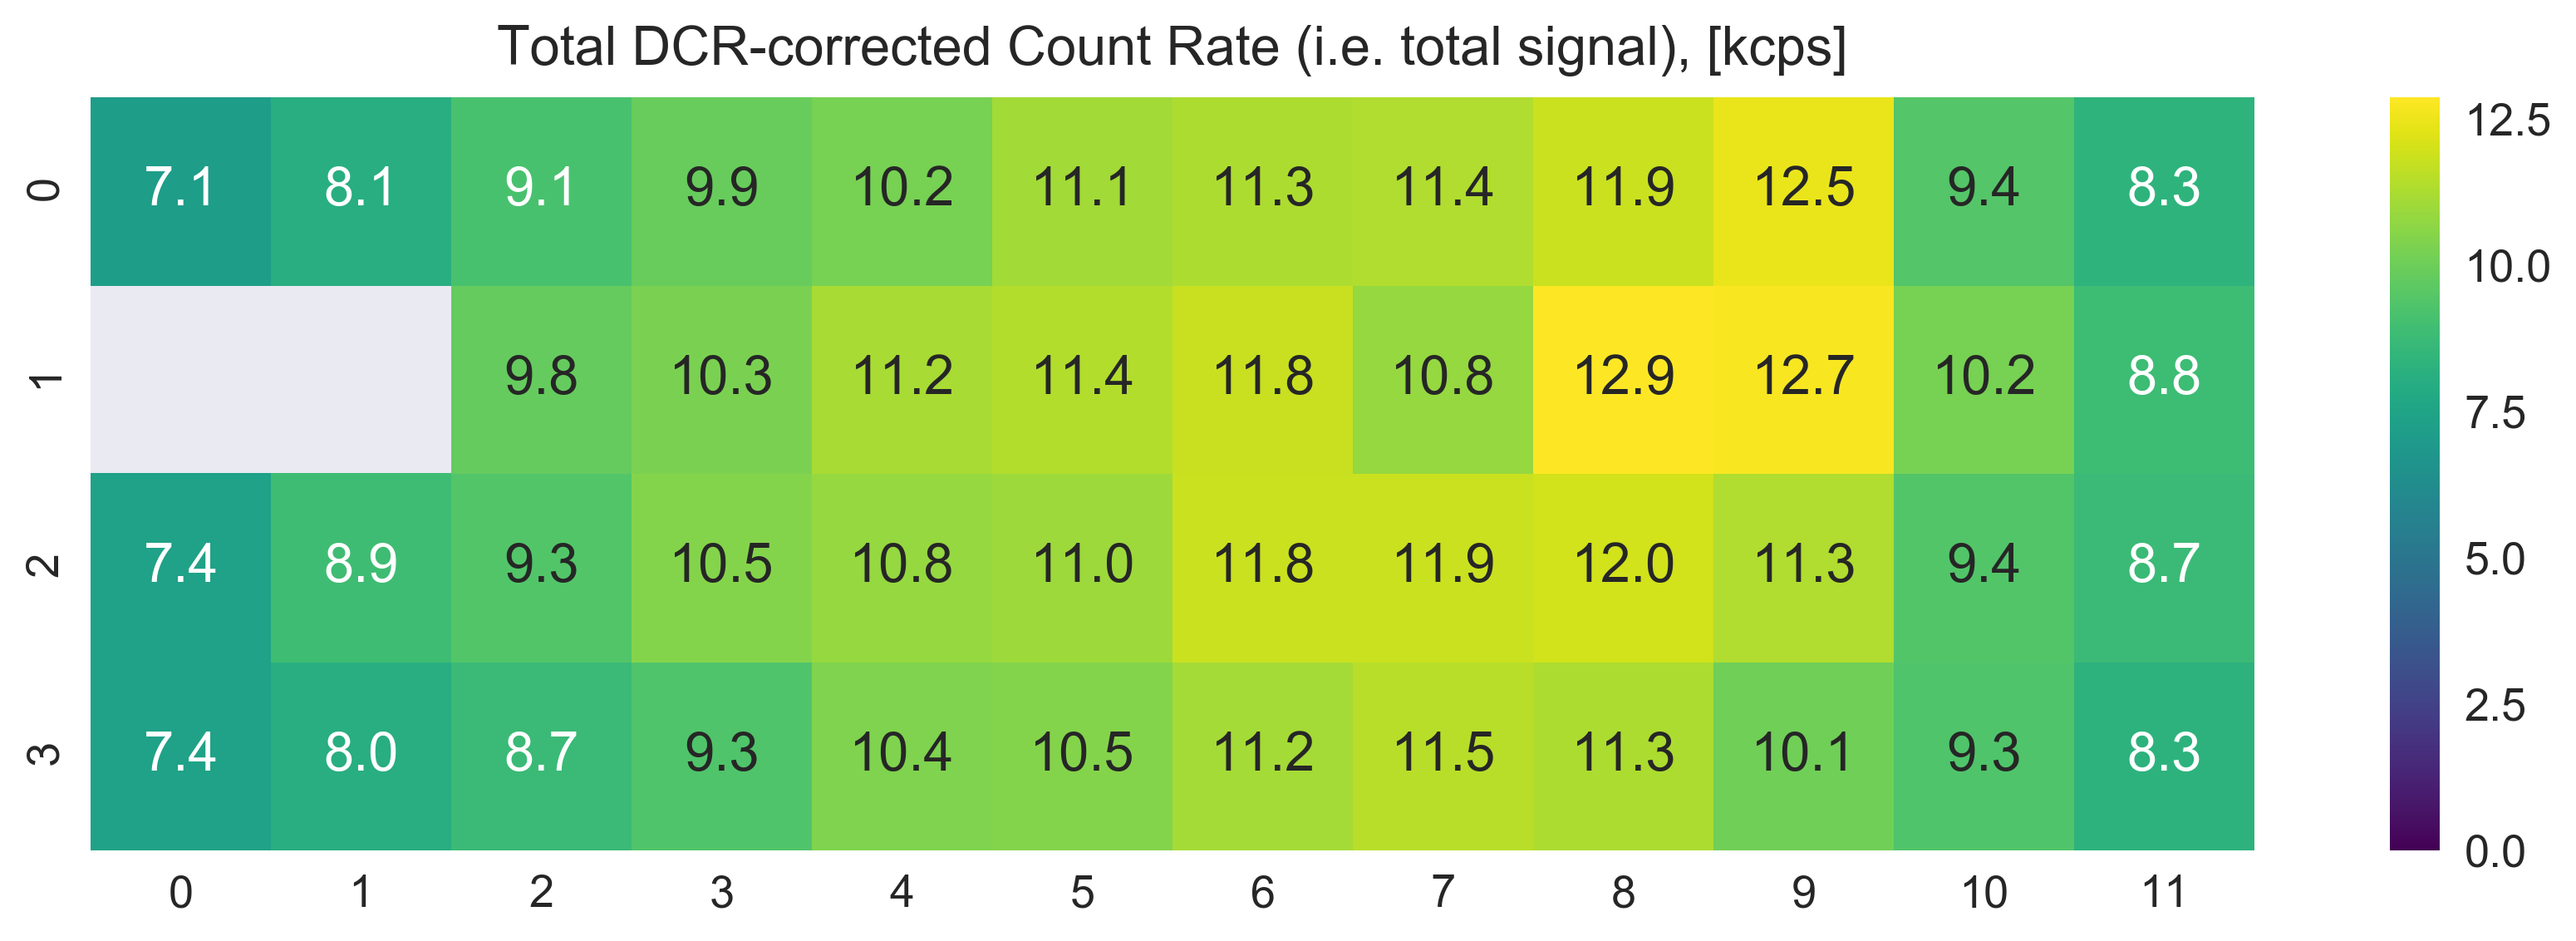 Total DCR-corrected Count Rate (i.e. total signal), [kcps]
0 7.1 8.1 9.1 9.9 10.2 11.1 11.3 11.4 11.9 12.5 9.4 8.3
1 9.8 10.3 11.2 11.4 11.8 10.8 12.9 12.7 10.2 8.8
2 7.4 8.9 9.3 10.5 10.8 11.0 11.8 11.9 12.0 11.3 9.4 8.7
3 7.4 8.0 8.7 9.3 10.4 10.5 11.2 11.5 11.3 10.1 9.3 8.3
0 1 2 3 4 5 6 7 8 9 10 11
12.5
10.0
7.5
5.0
2.5
0.0